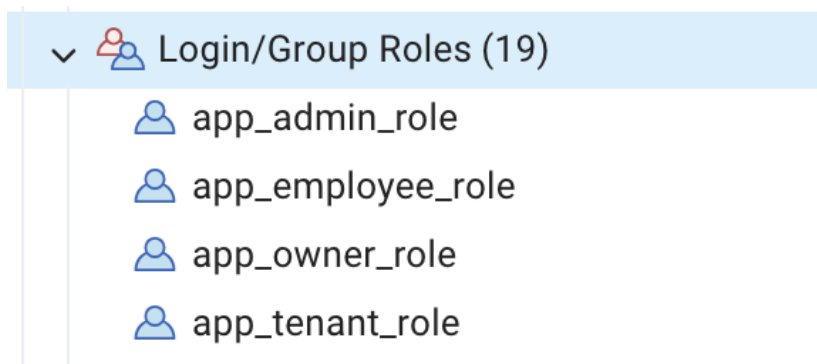 Login/Group Roles (19)
app_admin_role
app_employee_role
app_owner_role
app_tenant_role